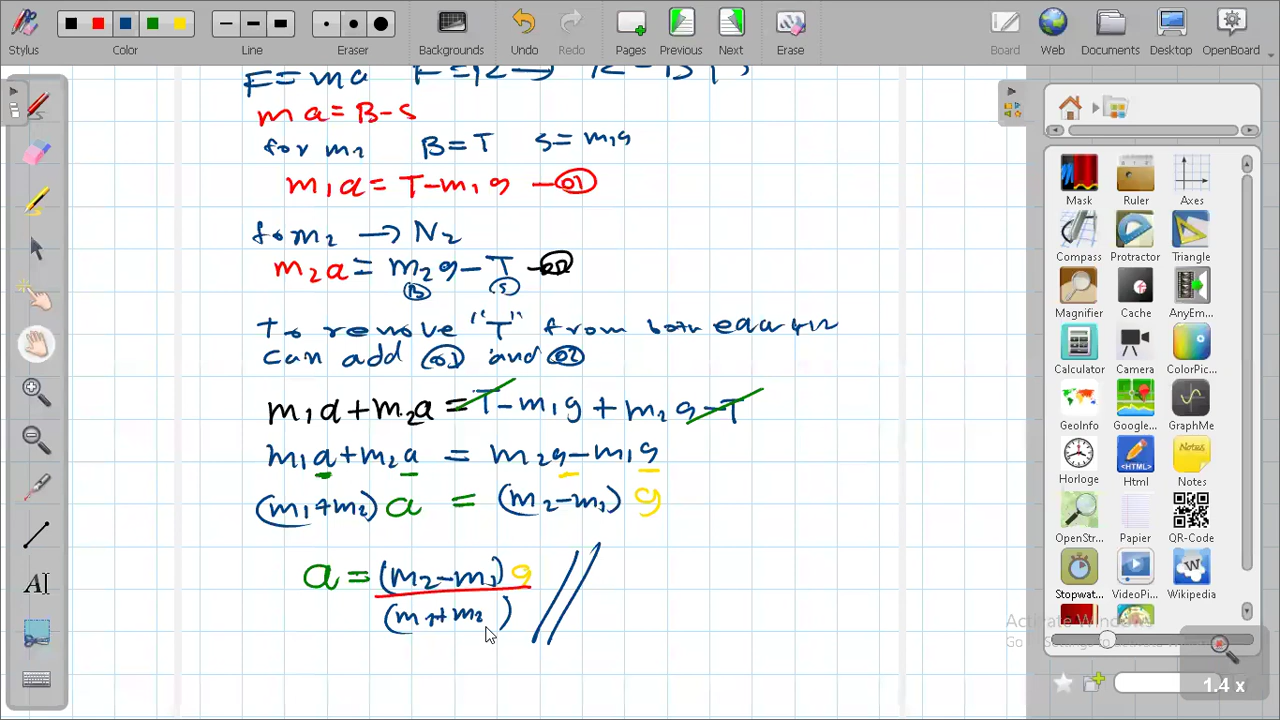 Stylus Color Line Eraser Backgrounds Undo Redo Pages Previous Next Erase Board Web Documents Desktop OpenBoard
F=ma
ma=B-S
for m1 B=T S=m1g
m1a=T-m1g -01
for m2 → N2
m2a=m2g-T -02
B S
To remove "T" from both equation
can add 01 and 02
m1a+m2a=T-m1g+m2g-T
m1a+m2a = m2g-m1g
(m1+m2) a = (m2-m1) g
a=(m2-m1)g
(m1+m2)
Mask Ruler Axes
Compass Protractor Triangle
Magnifier Cache AnyEm...
Calculator Camera ColorPic...
GeoInfo Google... GraphMe
Horloge Html Notes
OpenStr... Papier QR-Code
Stopwat... VideoPi... Wikipedia
Activate Windows
1.4 x